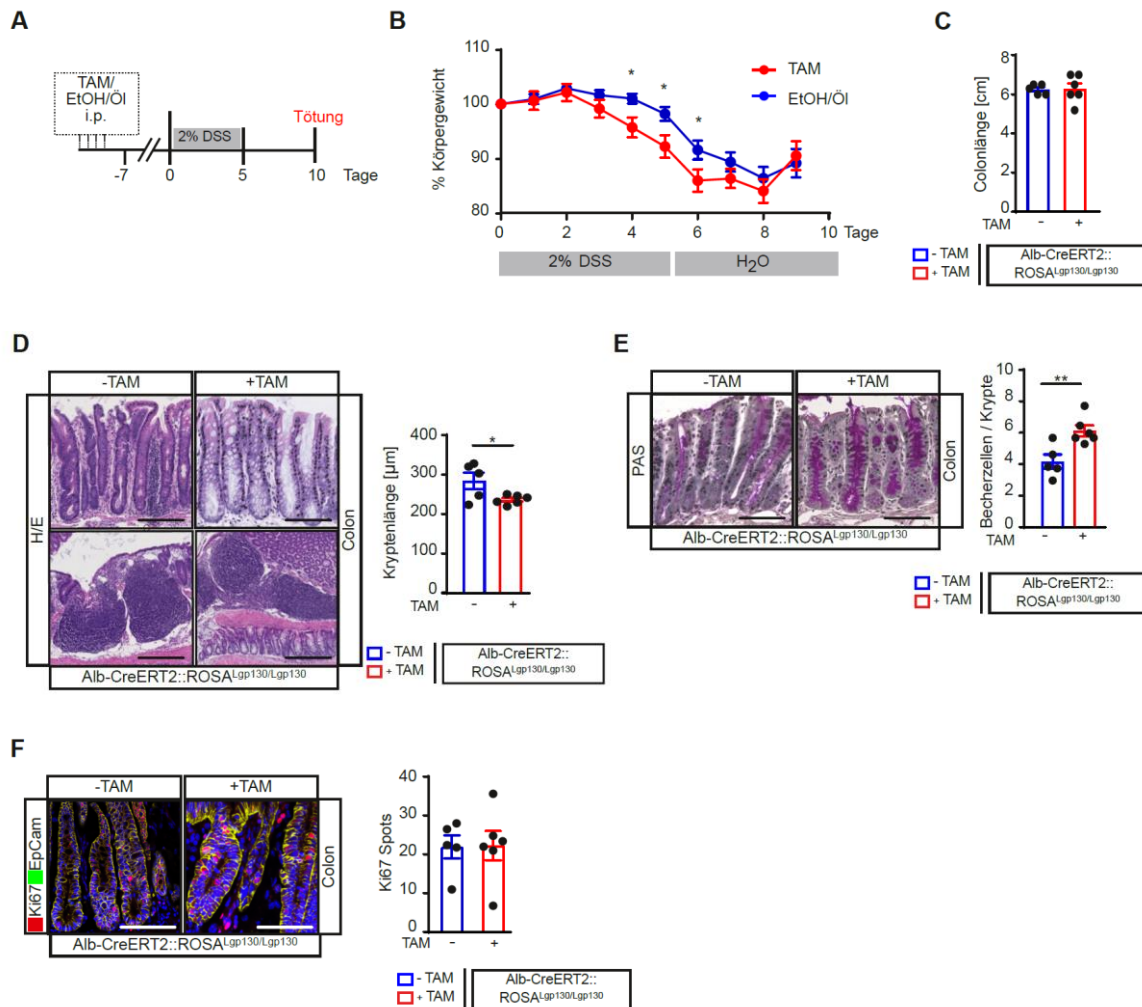 A
TAM/
EtOH/Öl
i.p.
2% DSS
Tötung
-7
0
5
10
Tage
B
% Körpergewicht
110
100
90
80
0
2
4
6
8
10
Tage
*
*
*
TAM
EtOH/Öl
2% DSS
H2O
C
Colonlänge [cm]
8
6
4
2
0
TAM
-
+
- TAM
+ TAM
Alb-CreERT2::
ROSALgp130/Lgp130
D
-TAM
+TAM
H/E
Colon
Alb-CreERT2::ROSALgp130/Lgp130
Kryptenlänge [µm]
400
300
200
100
0
*
TAM
-
+
- TAM
+ TAM
Alb-CreERT2::
ROSALgp130/Lgp130
E
-TAM
+TAM
PAS
Colon
Alb-CreERT2::ROSALgp130/Lgp130
Becherzellen / Krypte
10
8
6
4
2
0
**
TAM
-
+
- TAM
+ TAM
Alb-CreERT2::
ROSALgp130/Lgp130
F
-TAM
+TAM
Ki67 EpCam
Colon
Alb-CreERT2::ROSALgp130/Lgp130
Ki67 Spots
40
30
20
10
0
TAM
-
+
- TAM
+ TAM
Alb-CreERT2::
ROSALgp130/Lgp130